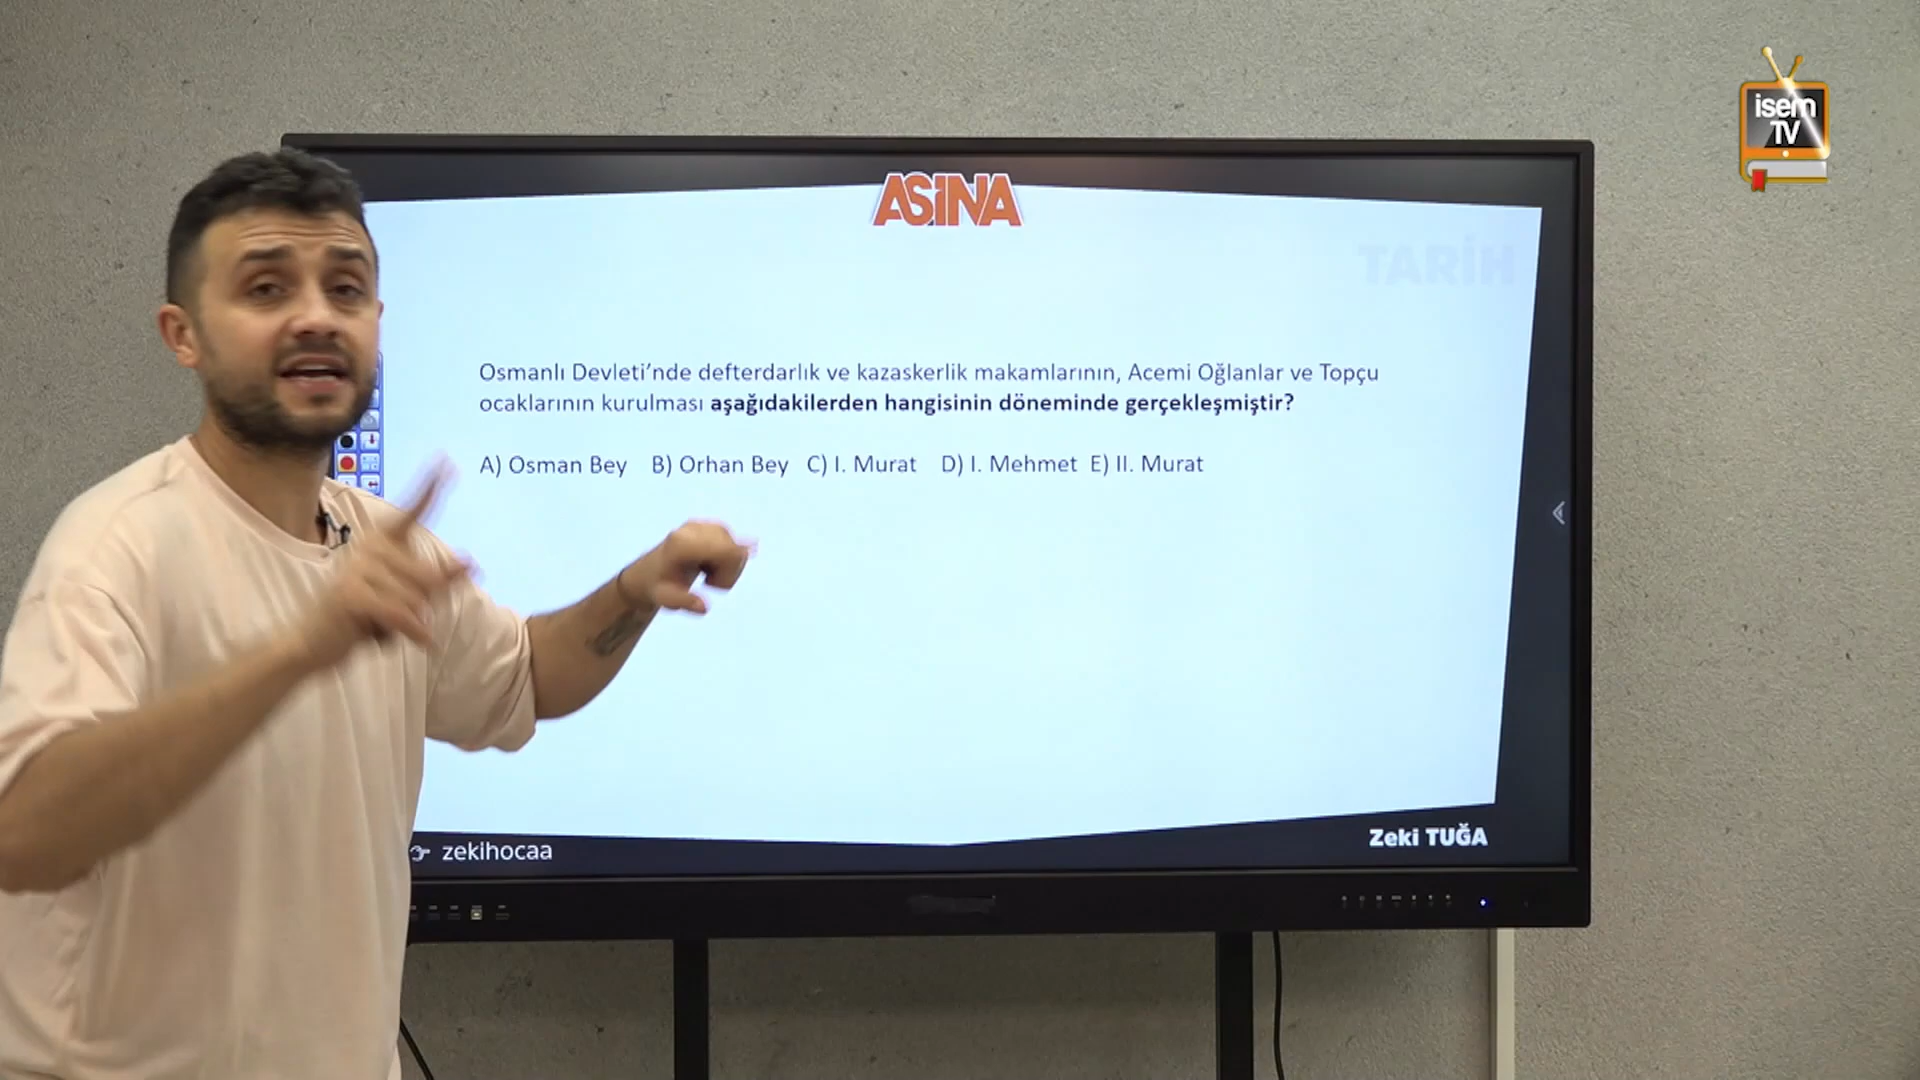 isem
TV
AŞİNA
TARİH
Osmanlı Devleti’nde defterdarlık ve kazaskerlik makamlarının, Acemi Oğlanlar ve Topçu
ocaklarının kurulması aşağıdakilerden hangisinin döneminde gerçekleşmiştir?
A) Osman Bey B) Orhan Bey C) I. Murat D) I. Mehmet E) II. Murat
zekihocaa
Zeki TUĞA